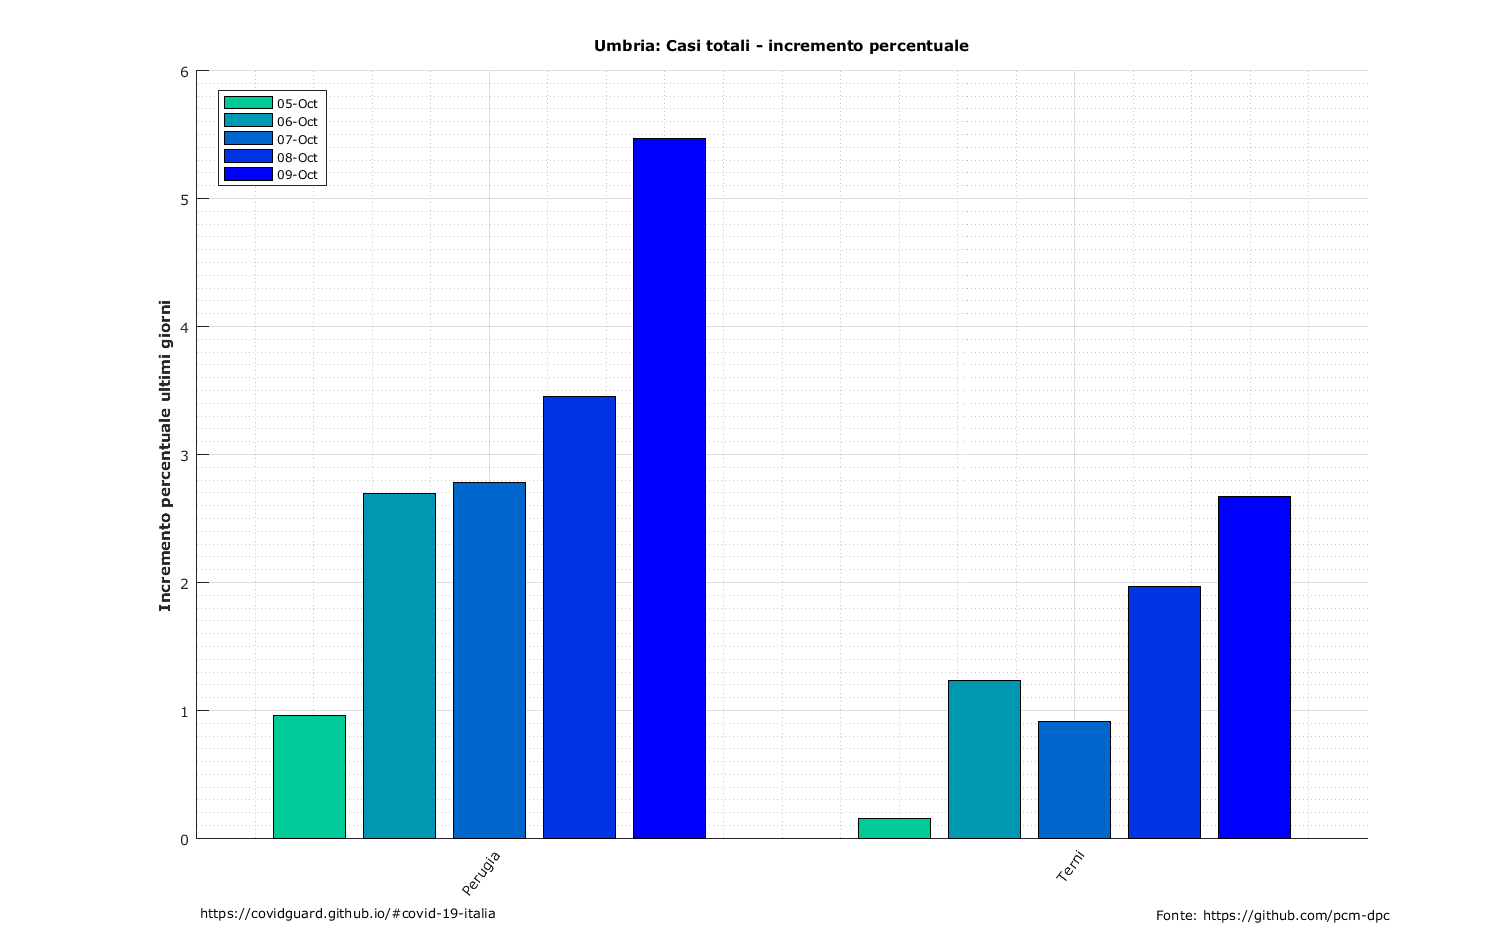 Umbria: Casi totali - incremento percentuale
6
5
4
3
2
1
0
05-Oct
06-Oct
07-Oct
08-Oct
09-Oct
Incremento percentuale ultimi giorni
Perugia
Terni
https://covidguard.github.io/#covid-19-italia
Fonte: https://github.com/pcm-dpc